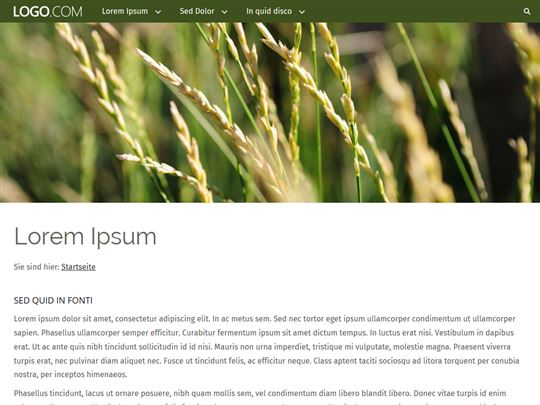 LOGO.COM Lorem Ipsum Sed Dolor In quid disco
Lorem Ipsum
Sie sind hier: Startseite
SED QUID IN FONTI
Lorem ipsum dolor sit amet, consectetur adipiscing elit. In ac metus sem. Sed nec tortor eget ipsum ullamcorper condimentum ut ullamcorper
sapien. Phasellus ullamcorper semper efficitur. Curabitur fermentum ipsum sit amet dictum tempus. In luctus erat nisi. Vestibulum in dapibus
erat. Ut ac ante quis nibh tincidunt sollicitudin id id nisi. Mauris non urna imperdiet, tristique mi vulputate, molestie magna. Praesent viverra
turpis erat, nec pulvinar diam aliquet nec. Fusce ut tincidunt felis, ac efficitur neque. Class aptent taciti sociosqu ad litora torquent per conubia
nostra, per inceptos himenaeos.
Phasellus tincidunt, lacus ut ornare posuere, nibh quam mollis sem, vel condimentum diam libero blandit libero. Donec vitae turpis id enim